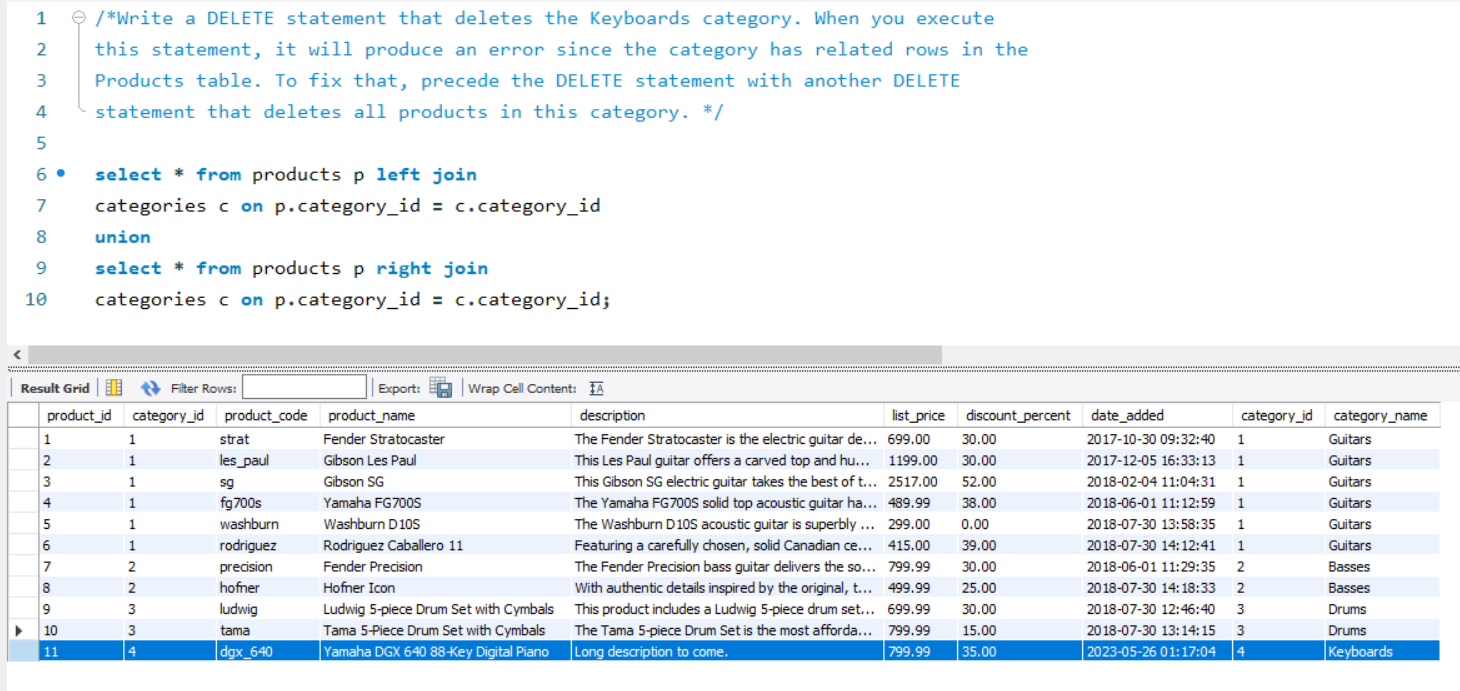 1 /*Write a DELETE statement that deletes the Keyboards category. When you execute
2 this statement, it will produce an error since the category has related rows in the
3 Products table. To fix that, precede the DELETE statement with another DELETE
4 statement that deletes all products in this category. */
5
6 select * from products p left join
7 categories c on p.category_id = c.category_id
8 union
9 select * from products p right join
10 categories c on p.category_id = c.category_id;
Result Grid Filter Rows: Export: Wrap Cell Content: IA
product_id category_id product_code product_name description list_price discount_percent date_added category_id category_name
1 1 strat Fender Stratocaster The Fender Stratocaster is the electric guitar de... 699.00 30.00 2017-10-30 09:32:40 1 Guitars
2 1 les_paul Gibson Les Paul This Les Paul guitar offers a carved top and hu... 1199.00 30.00 2017-12-05 16:33:13 1 Guitars
3 1 sg Gibson SG This Gibson SG electric guitar takes the best of t... 2517.00 52.00 2018-02-04 11:04:31 1 Guitars
4 1 fg700s Yamaha FG700S The Yamaha FG700S solid top acoustic guitar ha... 489.99 38.00 2018-06-01 11:12:59 1 Guitars
5 1 washburn Washburn D10S The Washburn D10S acoustic guitar is superbly ... 299.00 0.00 2018-07-30 13:58:35 1 Guitars
6 1 rodriguez Rodriguez Caballero 11 Featuring a carefully chosen, solid Canadian ce... 415.00 39.00 2018-07-30 14:12:41 1 Guitars
7 2 precision Fender Precision The Fender Precision bass guitar delivers the so... 799.99 30.00 2018-06-01 11:29:35 2 Basses
8 2 hofner Hofner Icon With authentic details inspired by the original, t... 499.99 25.00 2018-07-30 14:18:33 2 Basses
9 3 ludwig Ludwig 5-piece Drum Set with Cymbals This product includes a Ludwig 5-piece drum set... 699.99 30.00 2018-07-30 12:46:40 3 Drums
10 3 tama Tama 5-Piece Drum Set with Cymbals The Tama 5-piece Drum Set is the most afforda... 799.99 15.00 2018-07-30 13:14:15 3 Drums
11 4 dgx_640 Yamaha DGX 640 88-Key Digital Piano Long description to come. 799.99 35.00 2023-05-26 01:17:04 4 Keyboards